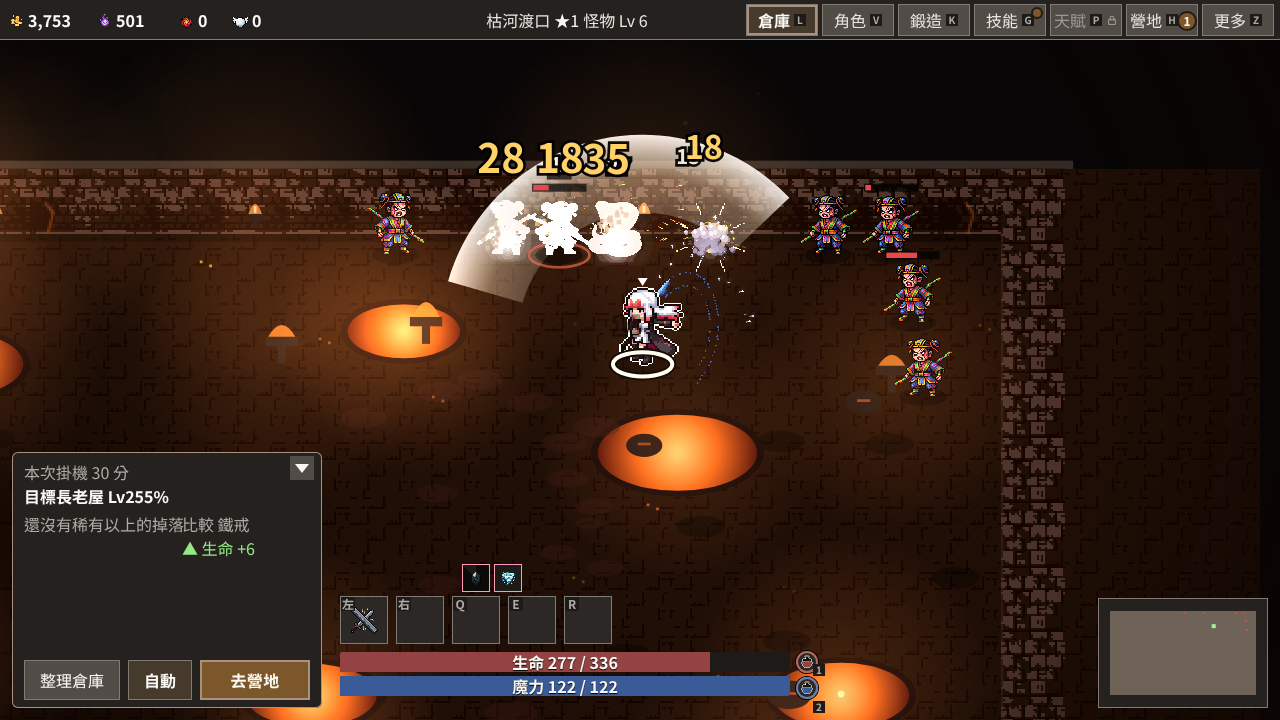 3,753 501 0 0 枯河渡口 ★1 怪物 Lv 6 倉庫 L 角色 V 鍛造 K 技能 G 天賦 P 營地 H 1 更多 Z
28 1835 18
本次掛機 30 分
目標長老屋 Lv255%
還沒有稀有以上的掉落比較 鐵戒
▲ 生命 +6
左 右 Q E R
生命 277 / 336 1
魔力 122 / 122 2
整理倉庫 自動 去營地